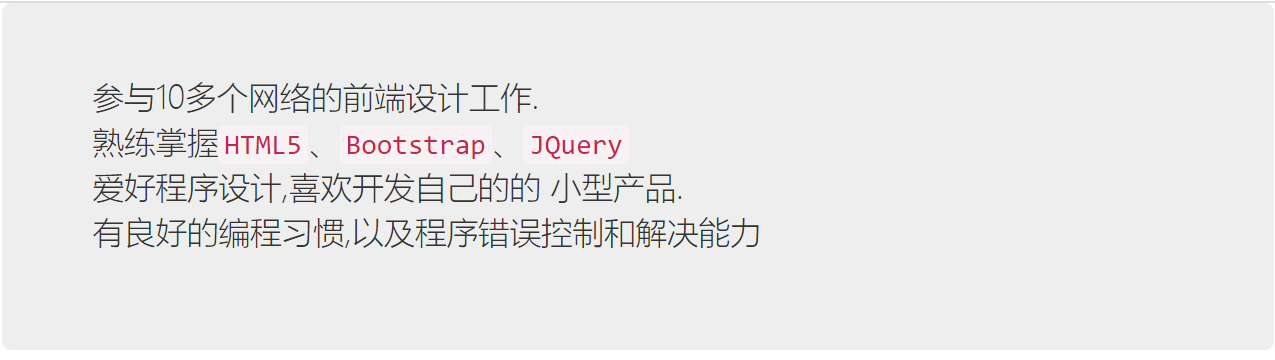 参与10多个网络的前端设计工作.
熟练掌握HTML5、Bootstrap、JQuery
爱好程序设计,喜欢开发自己的的 小型产品.
有良好的编程习惯,以及程序错误控制和解决能力